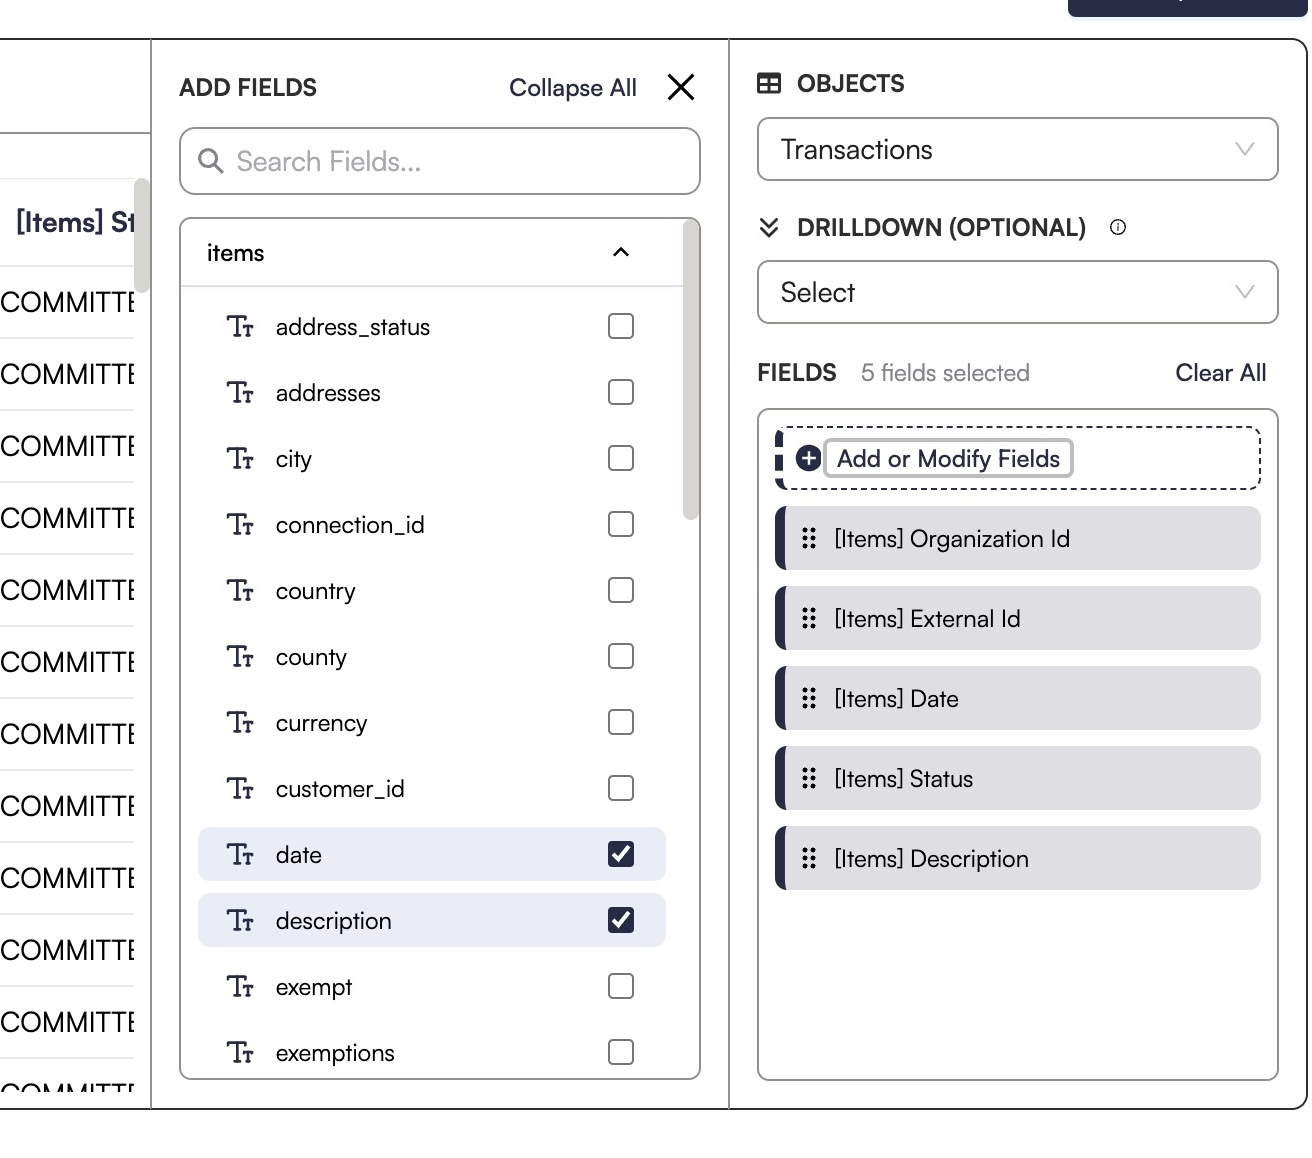 [Items] St
COMMITTE
COMMITTE
COMMITTE
COMMITTE
COMMITTE
COMMITTE
COMMITTE
COMMITTE
COMMITTE
COMMITTE
COMMITTE
ADD FIELDS
Collapse All
Search Fields...
items
address_status
addresses
city
connection_id
country
county
currency
customer_id
date
description
exempt
exemptions
OBJECTS
Transactions
DRILLDOWN (OPTIONAL)
Select
FIELDS 5 fields selected Clear All
Add or Modify Fields
[Items] Organization Id
[Items] External Id
[Items] Date
[Items] Status
[Items] Description